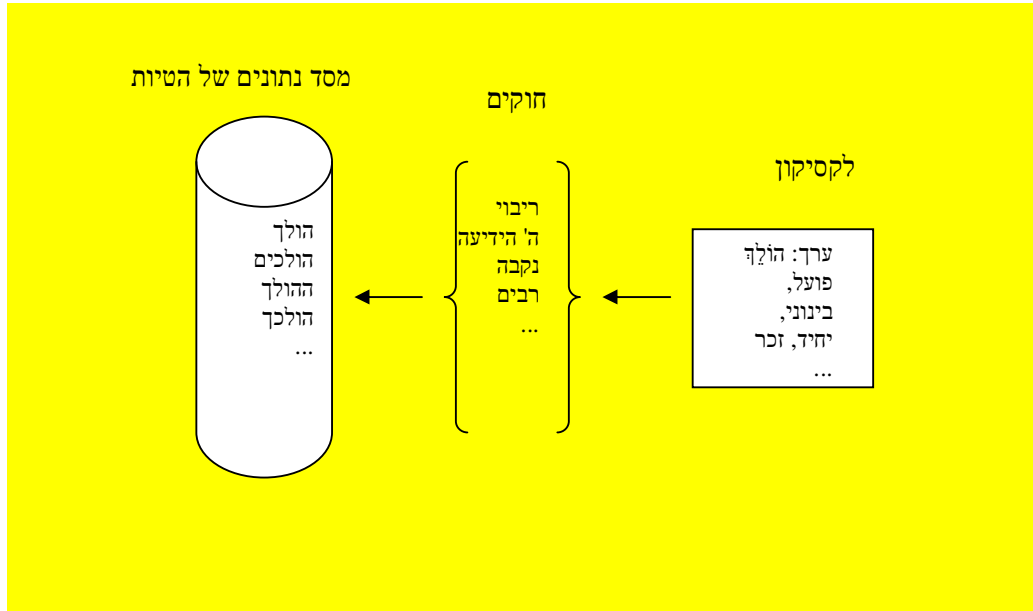 לקסיקון
ערך: הוֹלֵךְ
פועל,
בינוני,
יחיד, זכר
...
חוקים
ריבוי
ה' הידיעה
נקבה
רבים
...
מסד נתונים של הטיות
הולך
הולכים
ההולך
הולכך
...